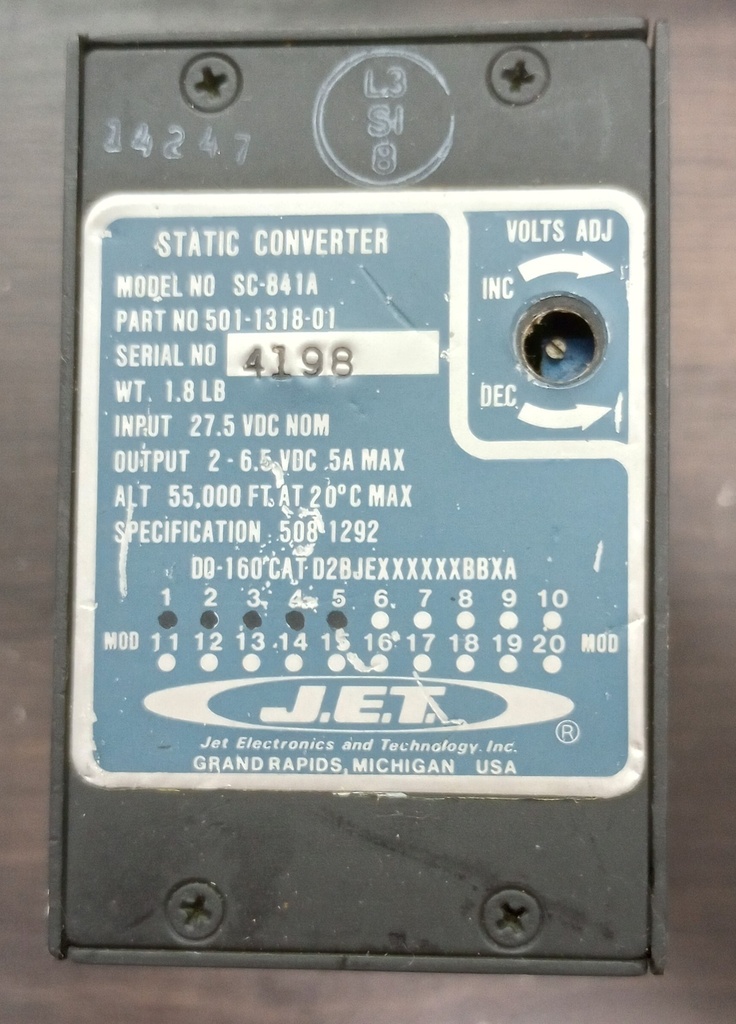 L3
SI
8
24247
STATIC CONVERTER
MODEL NO SC-841A
PART NO 501-1318-01
SERIAL NO 4198
WT. 1.8 LB
INPUT 27.5 VDC NOM
OUTPUT 2 - 6.5 VDC .5A MAX
ALT 55,000 FT. AT 20°C MAX
SPECIFICATION 508-1292
DO-160 CAT D2BJEXXXXXXBBXA
VOLTS ADJ
INC
DEC
1 2 3 4 5 6 7 8 9 10
MOD 11 12 13 14 15 16 17 18 19 20 MOD
J.E.T.
®
Jet Electronics and Technology, Inc.
GRAND RAPIDS, MICHIGAN USA